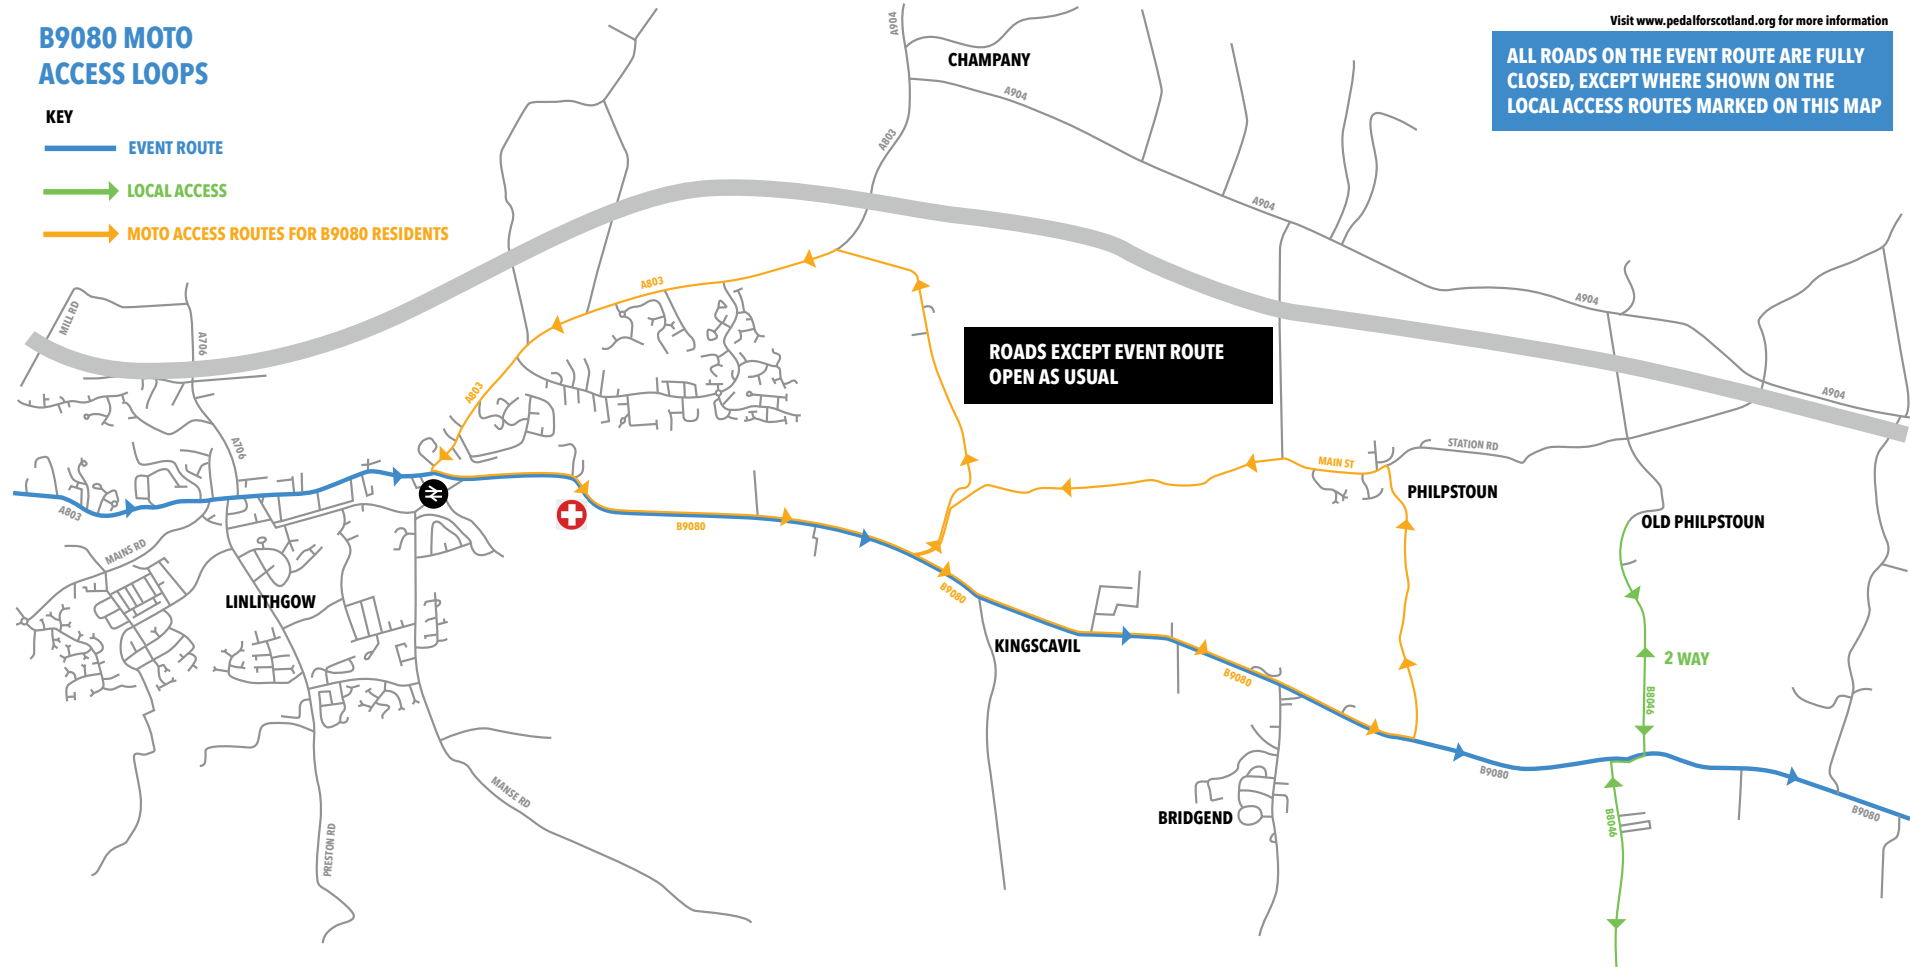 Visit www.pedalforscotland.org for more information
B9080 MOTO
ACCESS LOOPS
ALL ROADS ON THE EVENT ROUTE ARE FULLY
CLOSED, EXCEPT WHERE SHOWN ON THE
LOCAL ACCESS ROUTES MARKED ON THIS MAP
KEY
EVENT ROUTE
LOCAL ACCESS
MOTO ACCESS ROUTES FOR B9080 RESIDENTS
A904
CHAMPANY
A904
A803
A904
A803
MILL RD
A706
A904
ROADS EXCEPT EVENT ROUTE
OPEN AS USUAL
A803
A904
A706
STATION RD
MAIN ST
PHILPSTOUN
A803
B9080
OLD PHILPSTOUN
MAINS RD
B9080
LINLITHGOW
KINGSCAVIL
2 WAY
B9080
B8046
B9080
MANSE RD
BRIDGEND
B8046
B9080
PRESTON RD